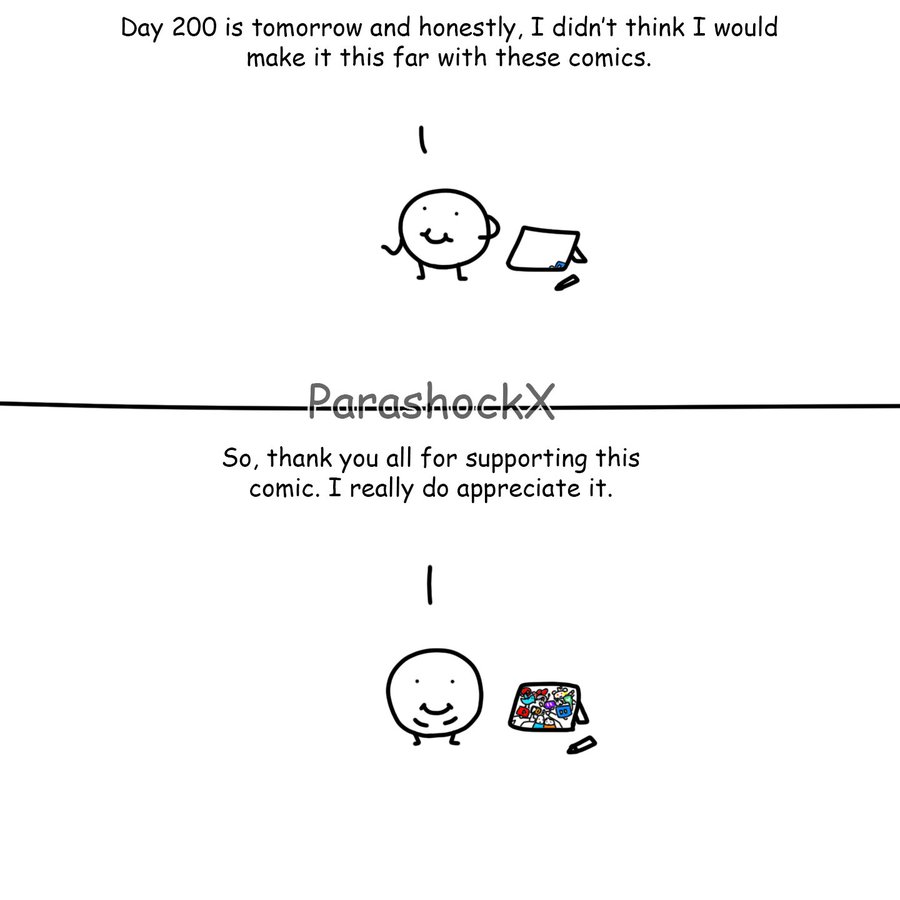 Day 200 is tomorrow and honestly, I didn't think I would
make it this far with these comics.
ParashockX
So, thank you all for supporting this
comic. I really do appreciate it.